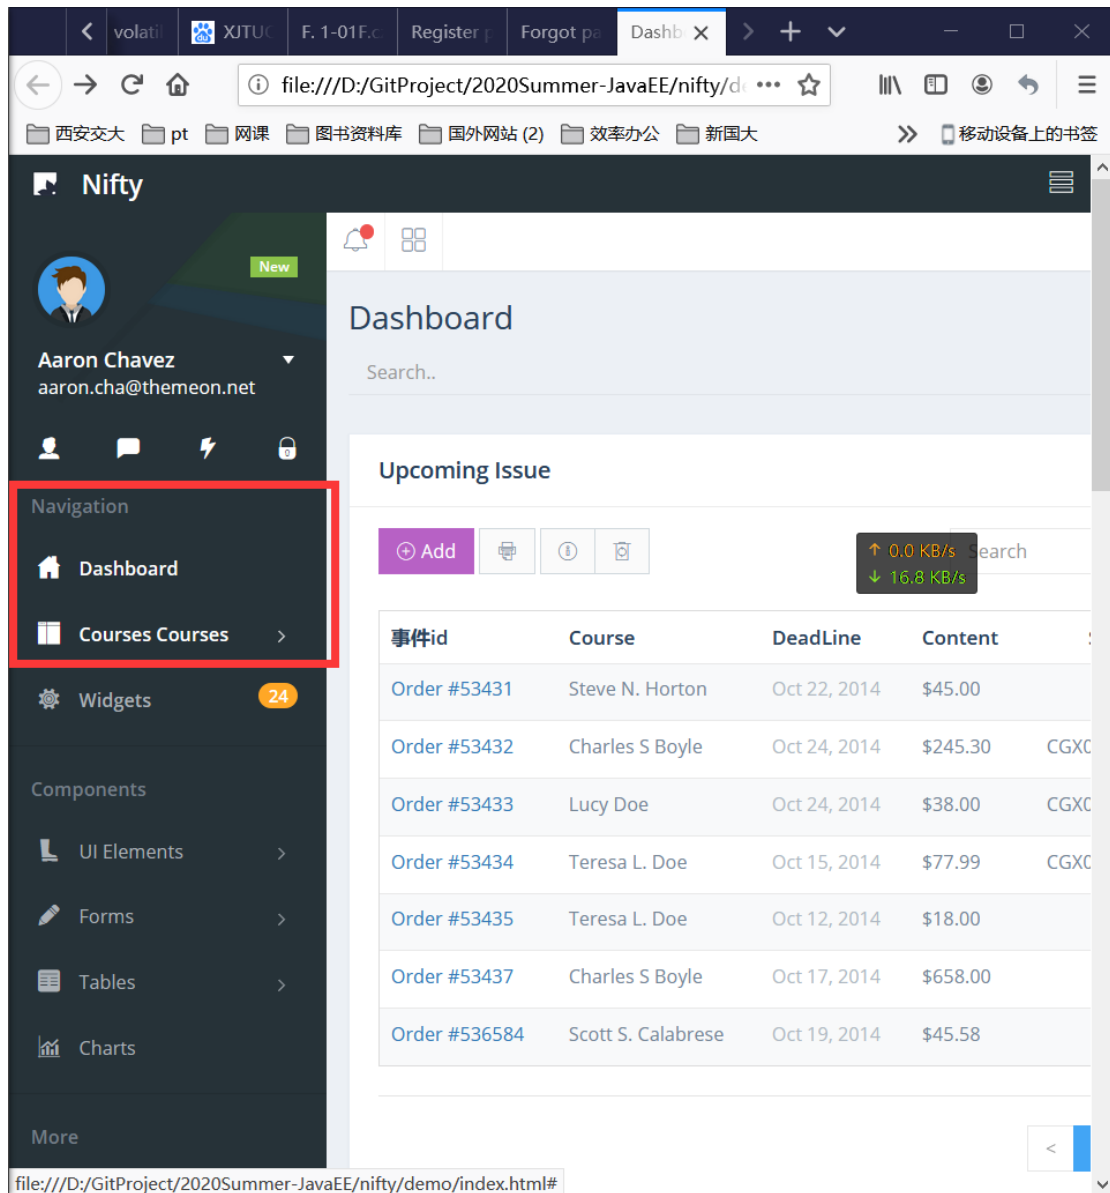 volatil XJTUC F. 1-01F.c Register p Forgot pa Dashb
file:///D:/GitProject/2020Summer-JavaEE/nifty/de
西安交大 pt 网课 图书资料库 国外网站 (2) 效率办公 新国大 移动设备上的书签
Nifty
New
Dashboard
Aaron Chavez
aaron.cha@themeon.net
Search..
Upcoming Issue
Navigation
Add
↑ 0.0 KB/s Search
↓ 16.8 KB/s
Dashboard
Courses Courses
事件id Course DeadLine Content
Widgets 24
Order #53431 Steve N. Horton Oct 22, 2014 $45.00
Order #53432 Charles S Boyle Oct 24, 2014 $245.30 CGX0
Components
Order #53433 Lucy Doe Oct 24, 2014 $38.00 CGX0
UI Elements
Order #53434 Teresa L. Doe Oct 15, 2014 $77.99 CGX0
Forms
Order #53435 Teresa L. Doe Oct 12, 2014 $18.00
Tables
Order #53437 Charles S Boyle Oct 17, 2014 $658.00
Charts
Order #536584 Scott S. Calabrese Oct 19, 2014 $45.58
More
<
file:///D:/GitProject/2020Summer-JavaEE/nifty/demo/index.html#